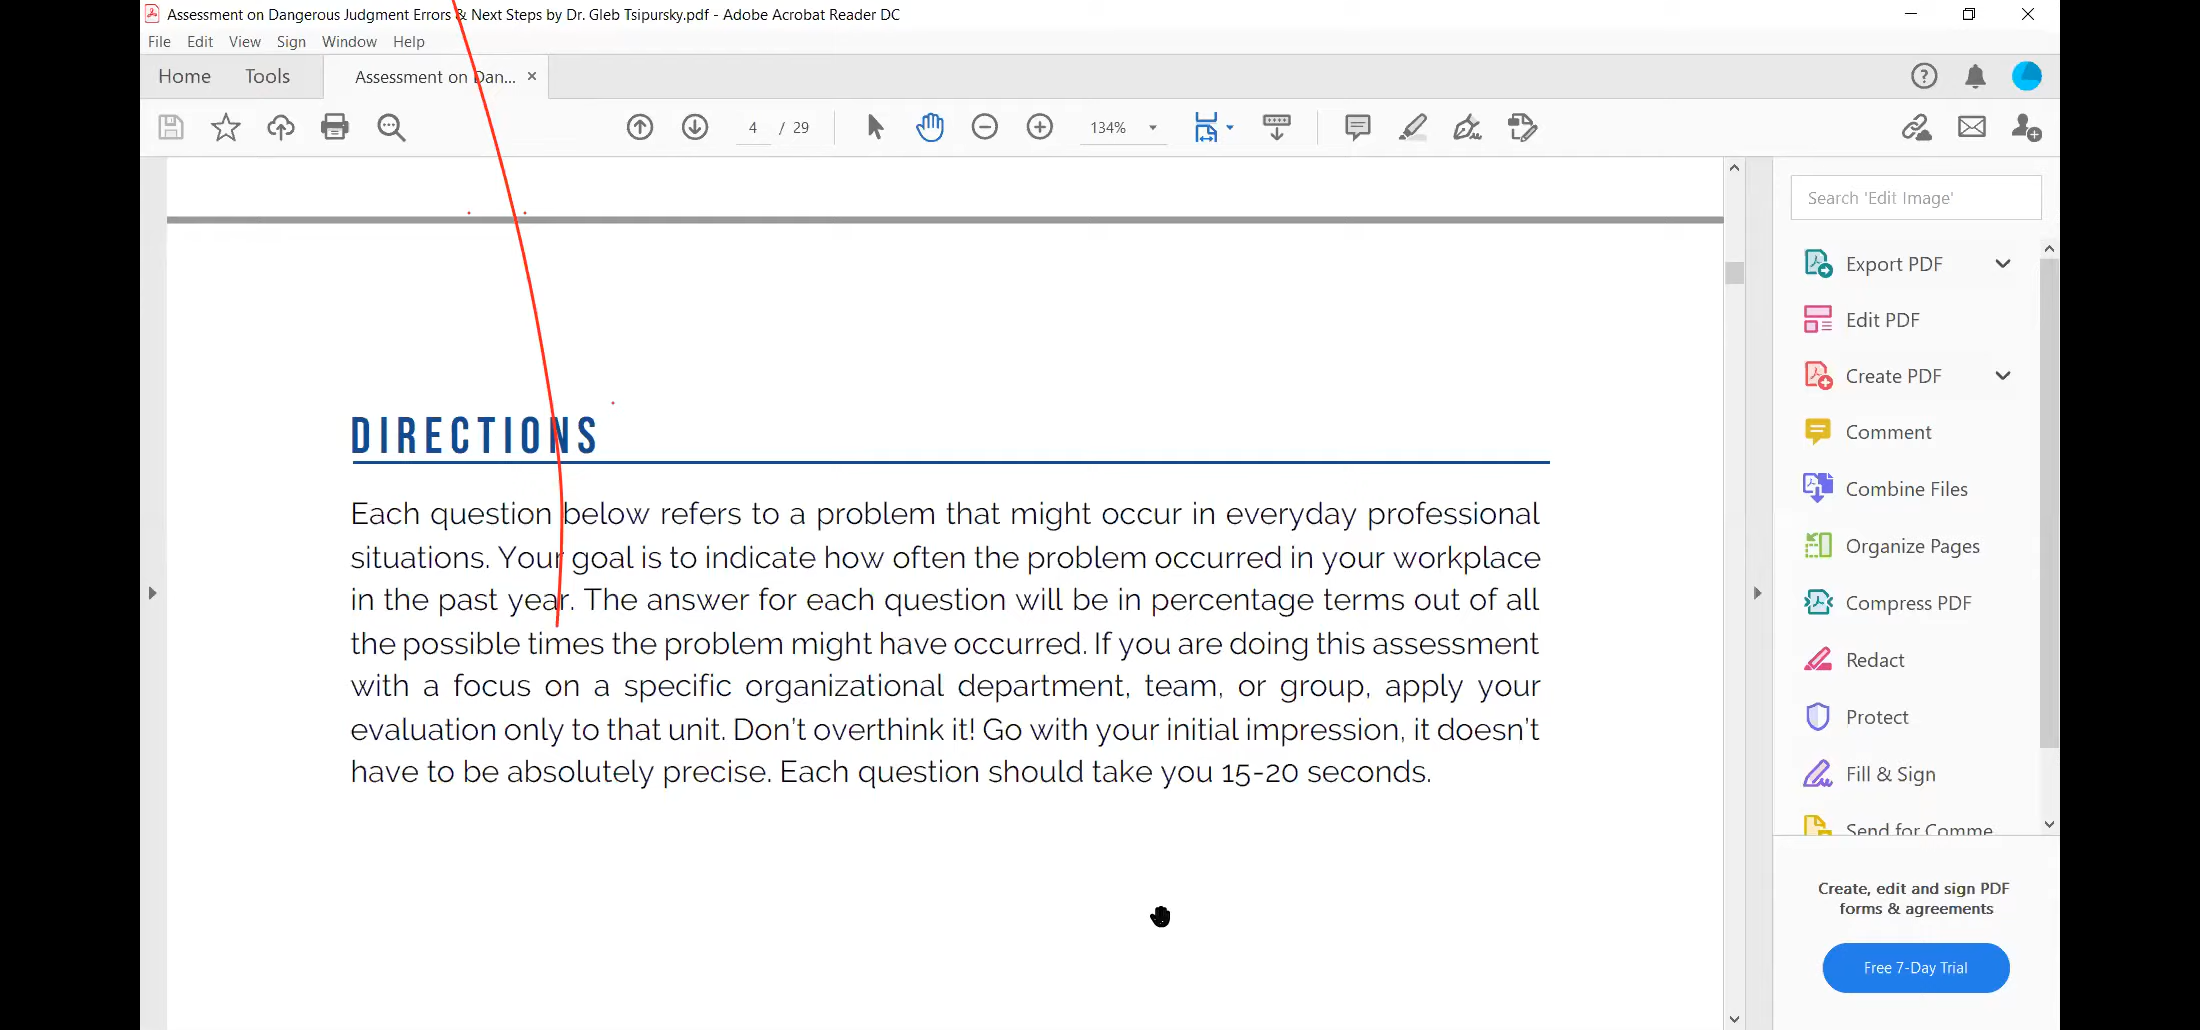 Assessment on Dangerous Judgment Errors & Next Steps by Dr. Gleb Tsipursky.pdf - Adobe Acrobat Reader DC
File Edit View Sign Window Help
Home Tools Assessment on Dan... ×
4 / 29 134%
Search 'Edit Image'
Export PDF
Edit PDF
Create PDF
Comment
Combine Files
Organize Pages
Compress PDF
Redact
Protect
Fill & Sign
Send for Comme
Create, edit and sign PDF
forms & agreements
Free 7-Day Trial
DIRECTIONS
Each question below refers to a problem that might occur in everyday professional
situations. Your goal is to indicate how often the problem occurred in your workplace
in the past year. The answer for each question will be in percentage terms out of all
the possible times the problem might have occurred. If you are doing this assessment
with a focus on a specific organizational department, team, or group, apply your
evaluation only to that unit. Don't overthink it! Go with your initial impression, it doesn't
have to be absolutely precise. Each question should take you 15-20 seconds.